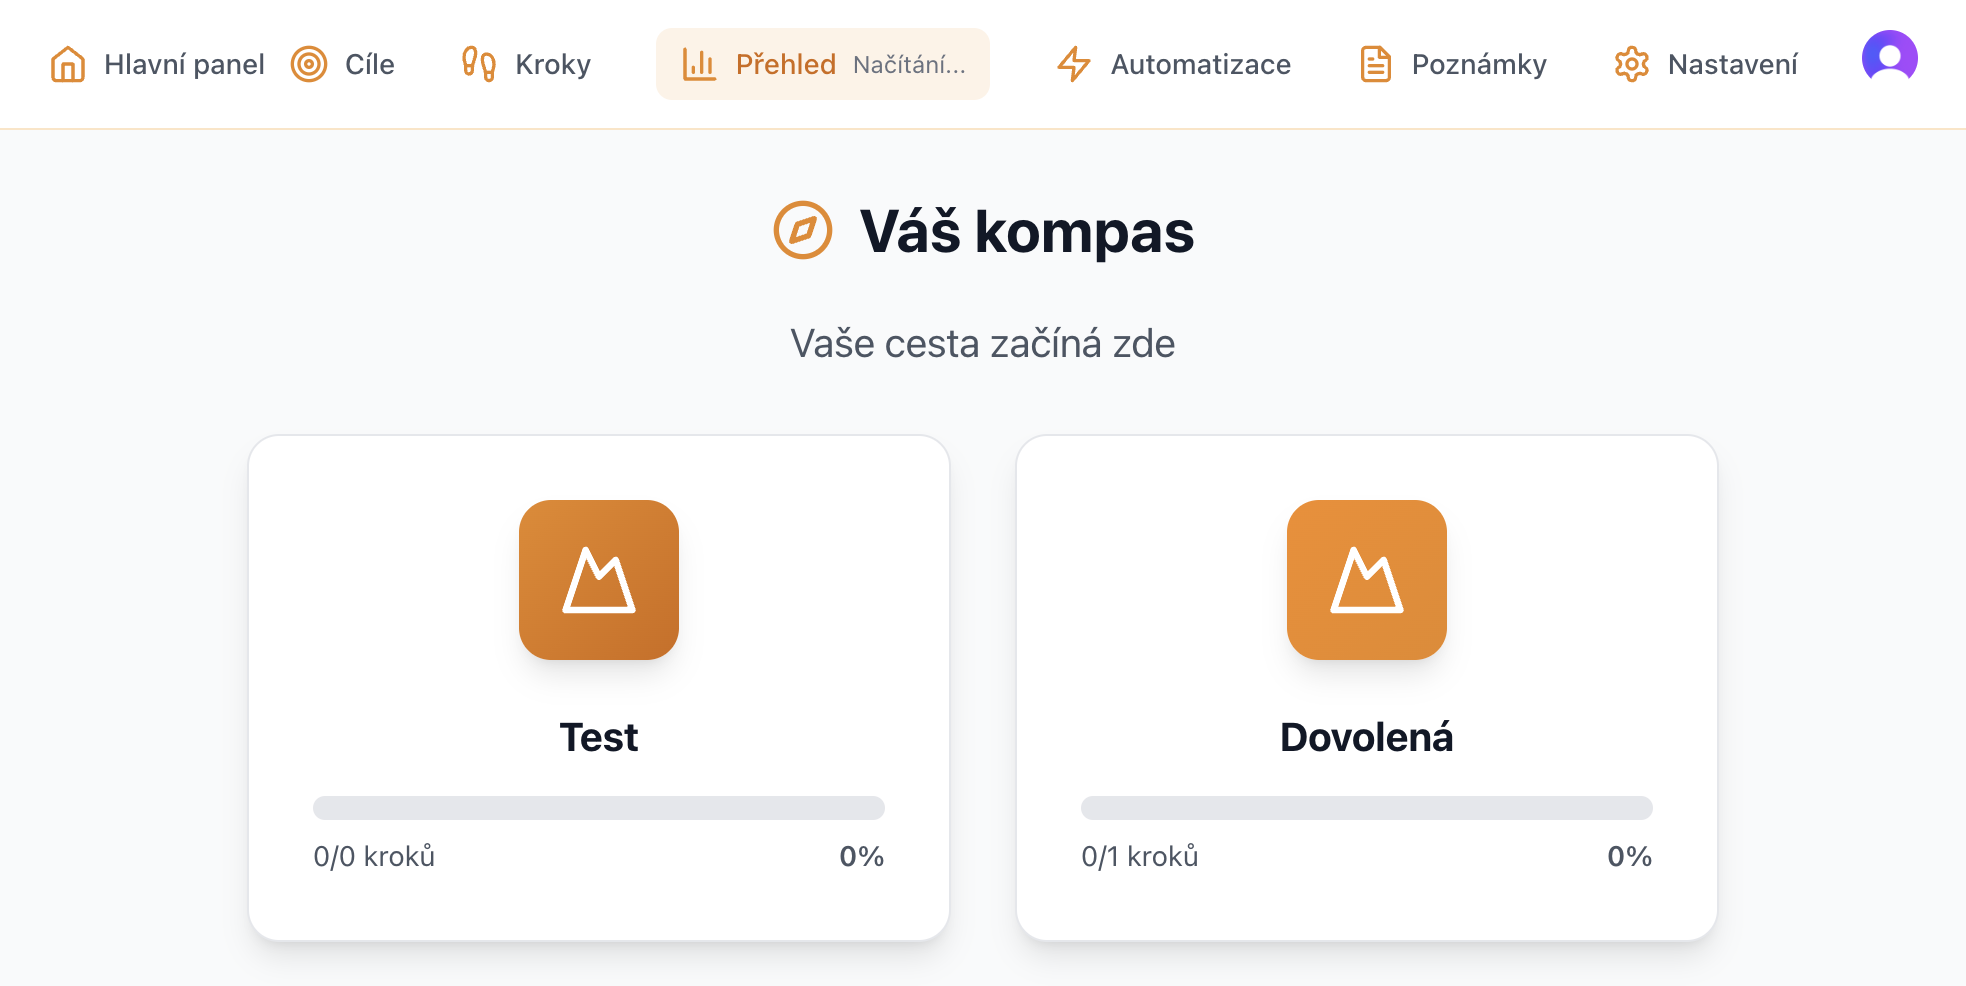 Hlavní panel Cíle Kroky Přehled Načítání... Automatizace Poznámky Nastavení
Váš kompas
Vaše cesta začíná zde
Test
0/0 kroků 0%
Dovolená
0/1 kroků 0%